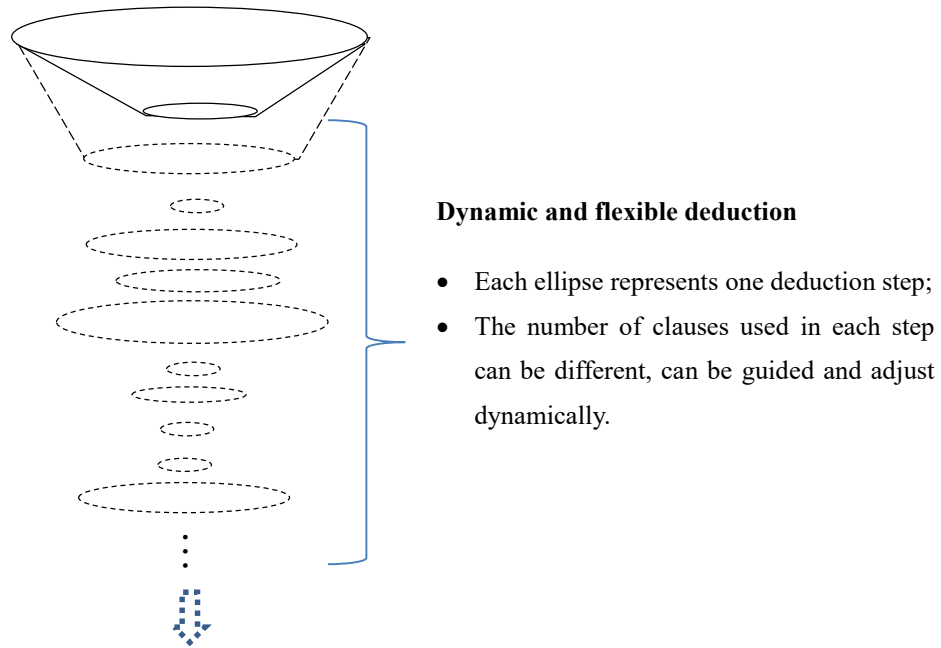 Dynamic and flexible deduction
• Each ellipse represents one deduction step;
• The number of clauses used in each step
can be different, can be guided and adjust
dynamically.